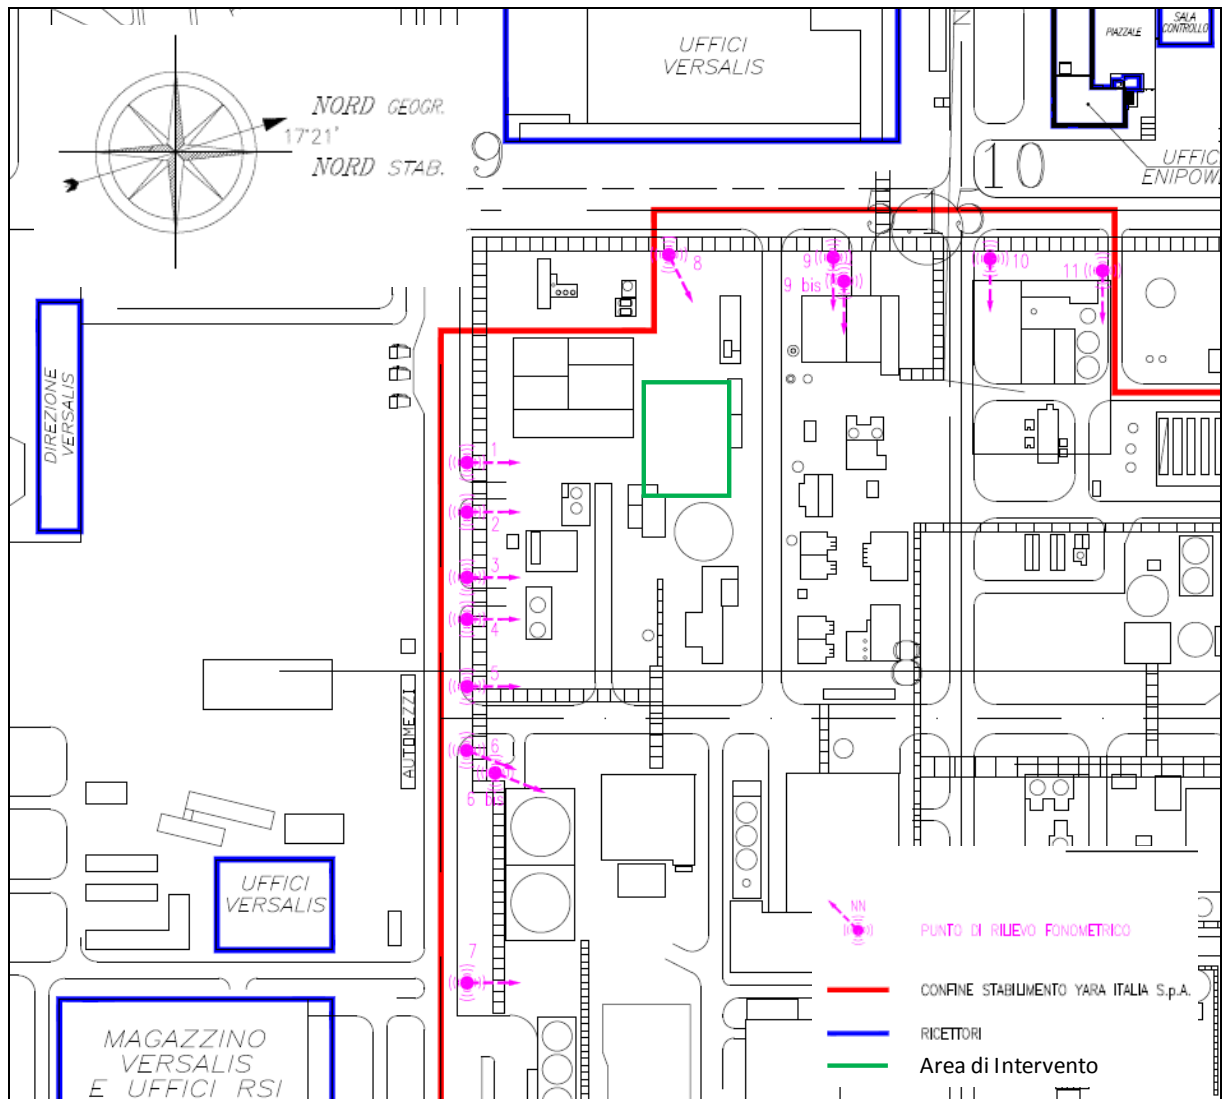 UFFICI
VERSALIS
PIAZZALE
SALA
CONTROLLO
NORD GEOGR.
17°21'
NORD STAB.
9
10
UFFIC
ENIPOW
8
9
9 bis
10
11
DIREZIONE
VERSALIS
1
2
3
4
5
6
6 bis
7
8
AUTOMEZZI
UFFICI
VERSALIS
MAGAZZINO
VERSALIS
E UFFICI RSI
NN
PUNTO DI RILIEVO FONOMETRICO
CONFINE STABILIMENTO YARA ITALIA S.p.A.
RICETTORI
Area di Intervento